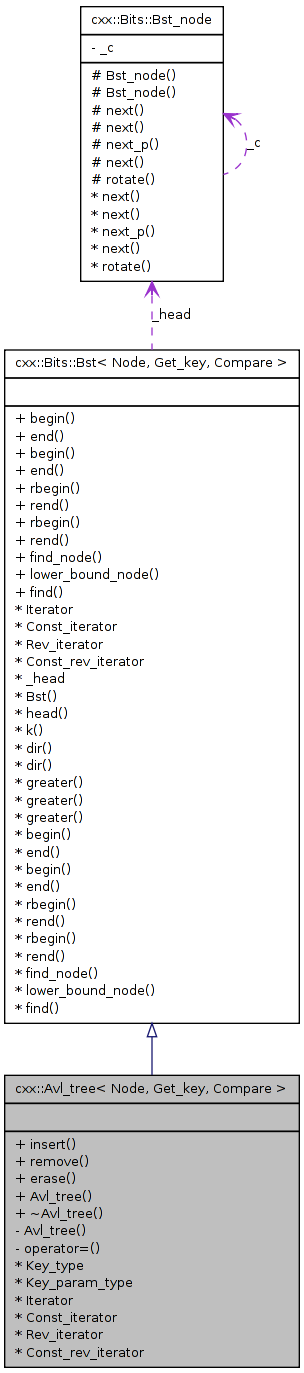 cxx::Bits::Bst_node
- _c
# Bst_node()
# Bst_node()
# next()
# next()
# next_p()
# next()
# rotate()
* next()
* next()
* next_p()
* next()
* rotate()
_c
_head
cxx::Bits::Bst< Node, Get_key, Compare >
+ begin()
+ end()
+ begin()
+ end()
+ rbegin()
+ rend()
+ rbegin()
+ rend()
+ find_node()
+ lower_bound_node()
+ find()
* Iterator
* Const_iterator
* Rev_iterator
* Const_rev_iterator
* _head
* Bst()
* head()
* k()
* dir()
* dir()
* greater()
* greater()
* greater()
* begin()
* end()
* begin()
* end()
* rbegin()
* rend()
* rbegin()
* rend()
* find_node()
* lower_bound_node()
* find()
cxx::Avl_tree< Node, Get_key, Compare >
+ insert()
+ remove()
+ erase()
+ Avl_tree()
+ ~Avl_tree()
- Avl_tree()
- operator=()
* Key_type
* Key_param_type
* Iterator
* Const_iterator
* Rev_iterator
* Const_rev_iterator